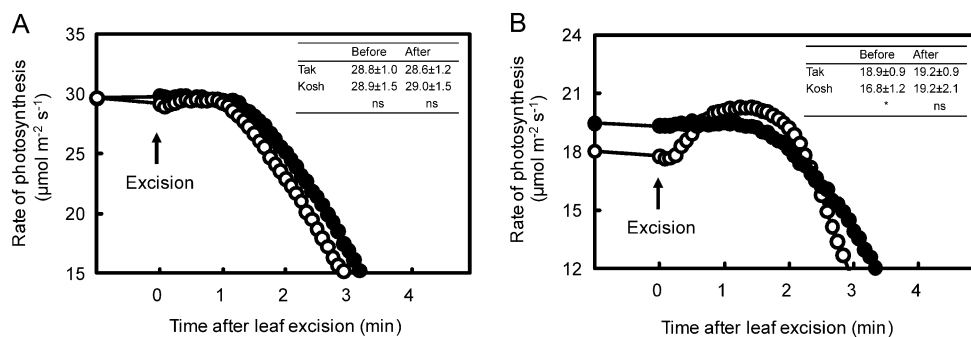 A
Rate of photosynthesis
(μmol m-2 s-1)
35
30
25
20
15
Before After
Tak 28.8±1.0 28.6±1.2
Kosh 28.9±1.5 29.0±1.5
ns ns
Excision
0 1 2 3 4
Time after leaf excision (min)
B
Rate of photosynthesis
(μmol m-2 s-1)
24
21
18
15
12
Before After
Tak 18.9±0.9 19.2±0.9
Kosh 16.8±1.2 19.2±2.1
* ns
Excision
0 1 2 3 4
Time after leaf excision (min)